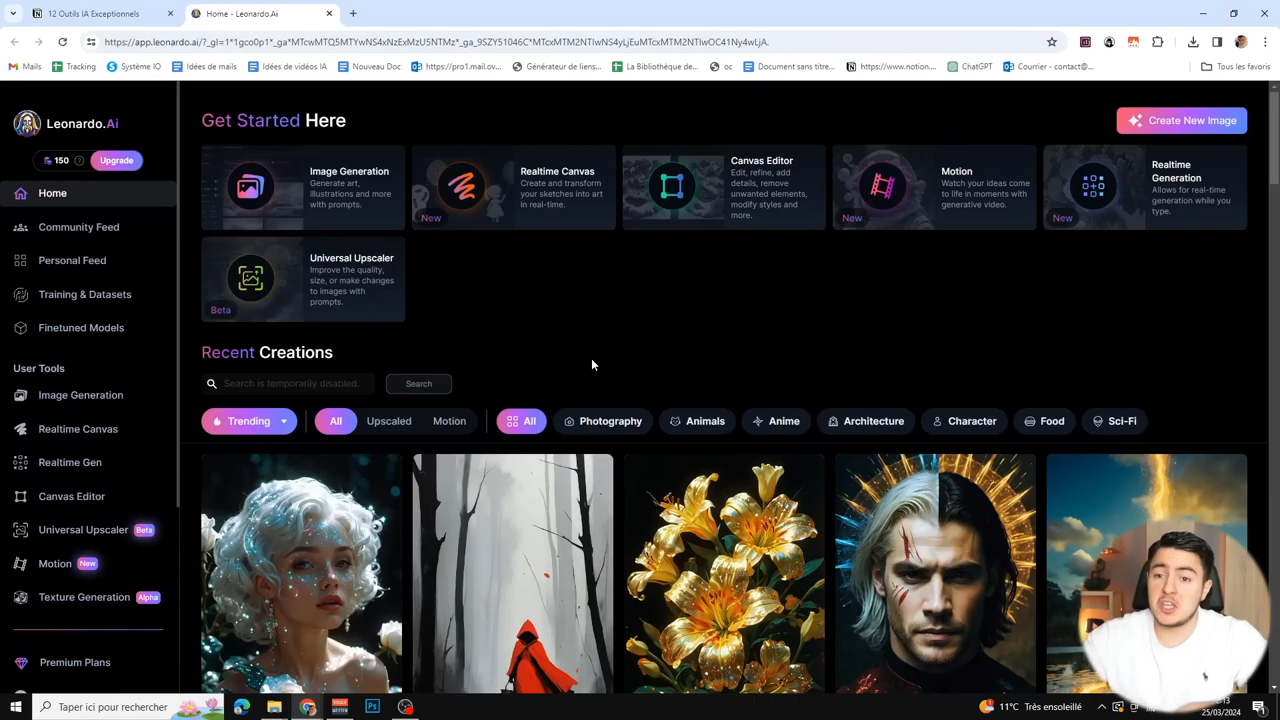 12 Outils IA Exceptionnels
Home - Leonardo.Ai
https://app.leonardo.ai/?_gl=1*1gco0p1*_ga*MTcwMTQ5MTYwNS4xNzExMzU5NTMz*_ga_9SZY51046C*MTcxMTM2NTIwNS4yLjEuMTcxMTM2NTIwOC41Ny4wLjA.
Mails
Tracking
Système IO
Idées de mails
Idées de vidéos IA
Nouveau Doc
https://pro1.mail.ov...
Générateur de liens...
La Bibliothèque de...
oc
Document sans titre...
https://www.notion....
ChatGPT
Courrier - contact@...
Tous les favoris
Leonardo.Ai
150
Upgrade
Home
Community Feed
Personal Feed
Training & Datasets
Finetuned Models
User Tools
Image Generation
Realtime Canvas
Realtime Gen
Canvas Editor
Universal Upscaler Beta
Motion New
Texture Generation Alpha
Premium Plans
Get Started Here
Create New Image
Image Generation
Generate art,
illustrations and more
with prompts.
Realtime Canvas
Create and transform
your sketches into art
in real-time.
New
Canvas Editor
Edit, refine, add
details, remove
unwanted elements,
modify styles and
more.
Motion
Watch your ideas come
to life in moments with
generative video.
New
Realtime
Generation
Allows for real-time
generation while you
type.
New
Universal Upscaler
Improve the quality,
size, or make changes
to images with
prompts.
Beta
Recent Creations
Search is temporarily disabled.
Search
Trending
All
Upscaled
Motion
All
Photography
Animals
Anime
Architecture
Character
Food
Sci-Fi
Taper ici pour rechercher
11°C Très ensoleillé
25/03/2024